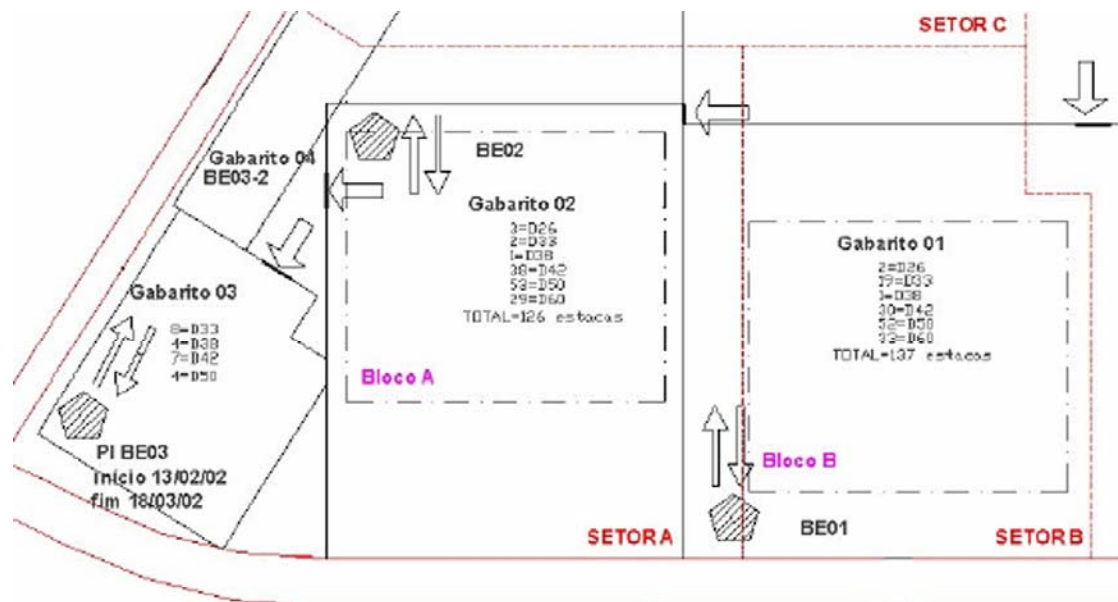 SETOR C
Gabarito 04
BE03-2
BE02
Gabarito 02
3=D26
2=D33
1=D38
38=D42
53=D50
29=D60
TOTAL=126 estacas
Bloco A
Gabarito 01
2=D26
19=D33
1=D38
30=D42
52=D50
33=D60
TOTAL=137 estacas
Bloco B
Gabarito 03
8=D33
4=D38
7=D42
4=D50
PI BE03
início 13/02/02
fim 18/03/02
SETOR A
BE01
SETOR B